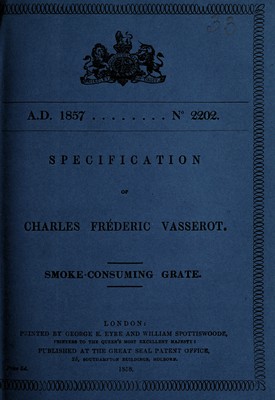 33
A.D. 1857 . . . . . . . . Nº 2202.
SPECIFICATION
OF
CHARLES FRÉDERIC VASSEROT.
SMOKE-CONSUMING GRATE.
LONDON:
PRINTED BY GEORGE E. EYRE AND WILLIAM SPOTTISWOODE,
PRINTERS TO THE QUEEN'S MOST EXCELLENT MAJESTY:
PUBLISHED AT THE GREAT SEAL PATENT OFFICE,
25, SOUTHAMPTON BUILDINGS, HOLBORN.
Price
1858.